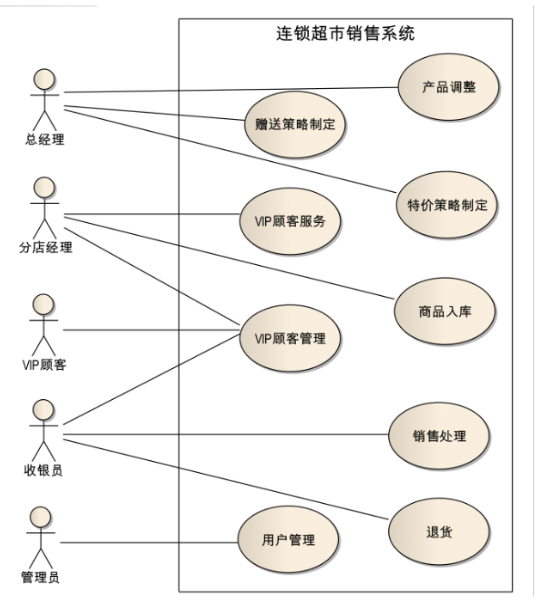 连锁超市销售系统
产品调整
总经理
赠送策略制定
特价策略制定
分店经理
VIP顾客服务
商品入库
VIP顾客
VIP顾客管理
收银员
销售处理
管理员
用户管理
退货